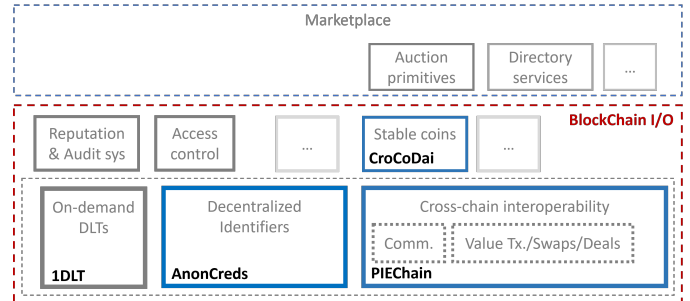 Marketplace
Auction
primitives
Directory
services
...
BlockChain I/O
Reputation
& Audit sys
Access
control
...
Stable coins
CroCoDai
...
On-demand
DLTs
1DLT
Decentralized
Identifiers
AnonCreds
Cross-chain interoperability
Comm.
Value Tx./Swaps/Deals
PIEChain